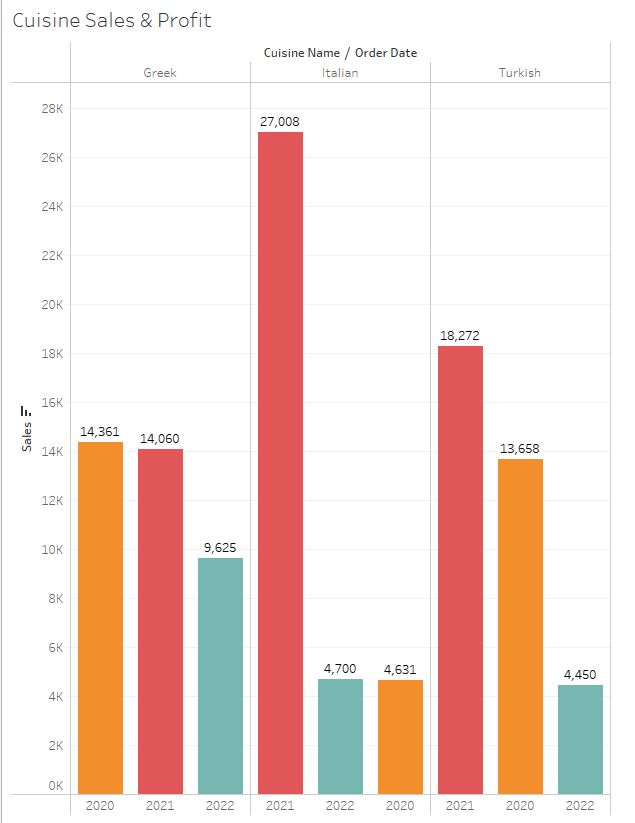 Cuisine Sales & Profit
Cuisine Name / Order Date
Greek Italian Turkish
28K
26K
24K
22K
20K
18K
16K
14K
12K
10K
8K
6K
4K
2K
0K
Sales
14,361 14,060 9,625 27,008 4,700 4,631 18,272 13,658 4,450
2020 2021 2022 2021 2022 2020 2021 2020 2022